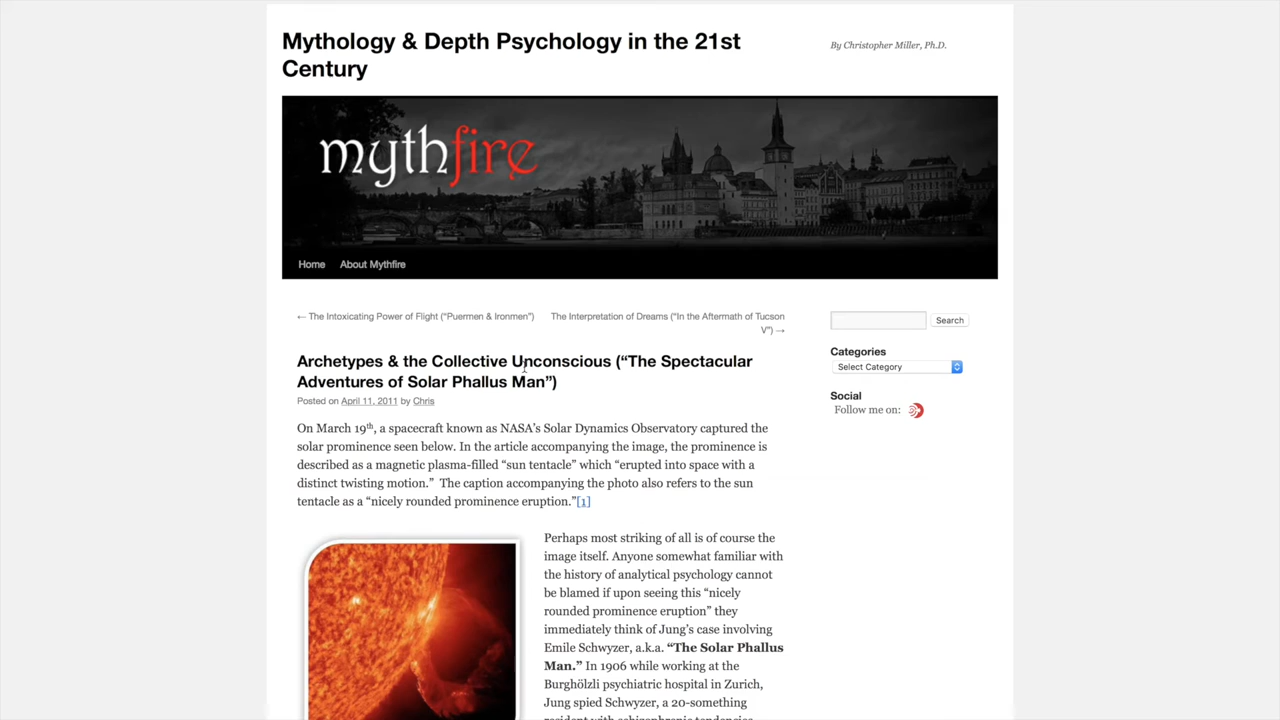 Mythology & Depth Psychology in the 21st
Century
By Christopher Miller, Ph.D.
mythfire
Home About Mythfire
← The Intoxicating Power of Flight (“Puermen & Ironmen”)
The Interpretation of Dreams (“In the Aftermath of Tucson
V”) →
Search
Categories
Select Category
Social
Follow me on:
Archetypes & the Collective Unconscious (“The Spectacular
Adventures of Solar Phallus Man”)
Posted on April 11, 2011 by Chris
On March 19th, a spacecraft known as NASA’s Solar Dynamics Observatory captured the
solar prominence seen below. In the article accompanying the image, the prominence is
described as a magnetic plasma-filled “sun tentacle” which “erupted into space with a
distinct twisting motion.” The caption accompanying the photo also refers to the sun
tentacle as a “nicely rounded prominence eruption.”[1]
Perhaps most striking of all is of course the
image itself. Anyone somewhat familiar with
the history of analytical psychology cannot
be blamed if upon seeing this “nicely
rounded prominence eruption” they
immediately think of Jung’s case involving
Emile Schwyzer, a.k.a. “The Solar Phallus
Man.” In 1906 while working at the
Burghölzli psychiatric hospital in Zurich,
Jung spied Schwyzer, a 20-something
resident with schizophrenic tendencies